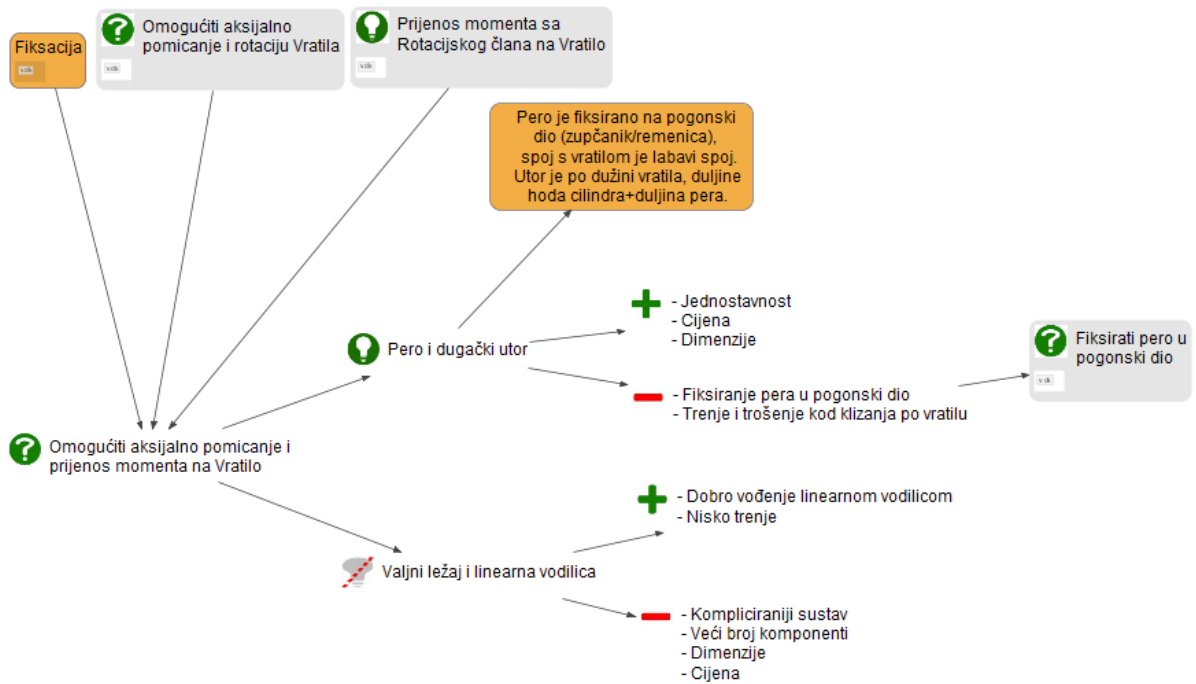 Fiksacija
v.dk
Omogućiti aksijalno
pomicanje i rotaciju Vratila
v.dk
Prijenos momenta sa
Rotacijskog člana na Vratilo
v.dk
Pero je fiksirano na pogonski
dio (zupčanik/remenica),
spoj s vratilom je labavi spoj.
Utor je po dužini vratila, duljine
hoda cilindra+duljina pera.
- Jednostavnost
- Cijena
- Dimenzije
Pero i dugački utor
Fiksirati pero u
pogonski dio
v.dk
- Fiksiranje pera u pogonski dio
- Trenje i trošenje kod klizanja po vratilu
Omogućiti aksijalno pomicanje i
prijenos momenta na Vratilo
- Dobro vođenje linearnom vodilicom
- Nisko trenje
Valjni ležaj i linearna vodilica
- Kompliciraniji sustav
- Veći broj komponenti
- Dimenzije
- Cijena